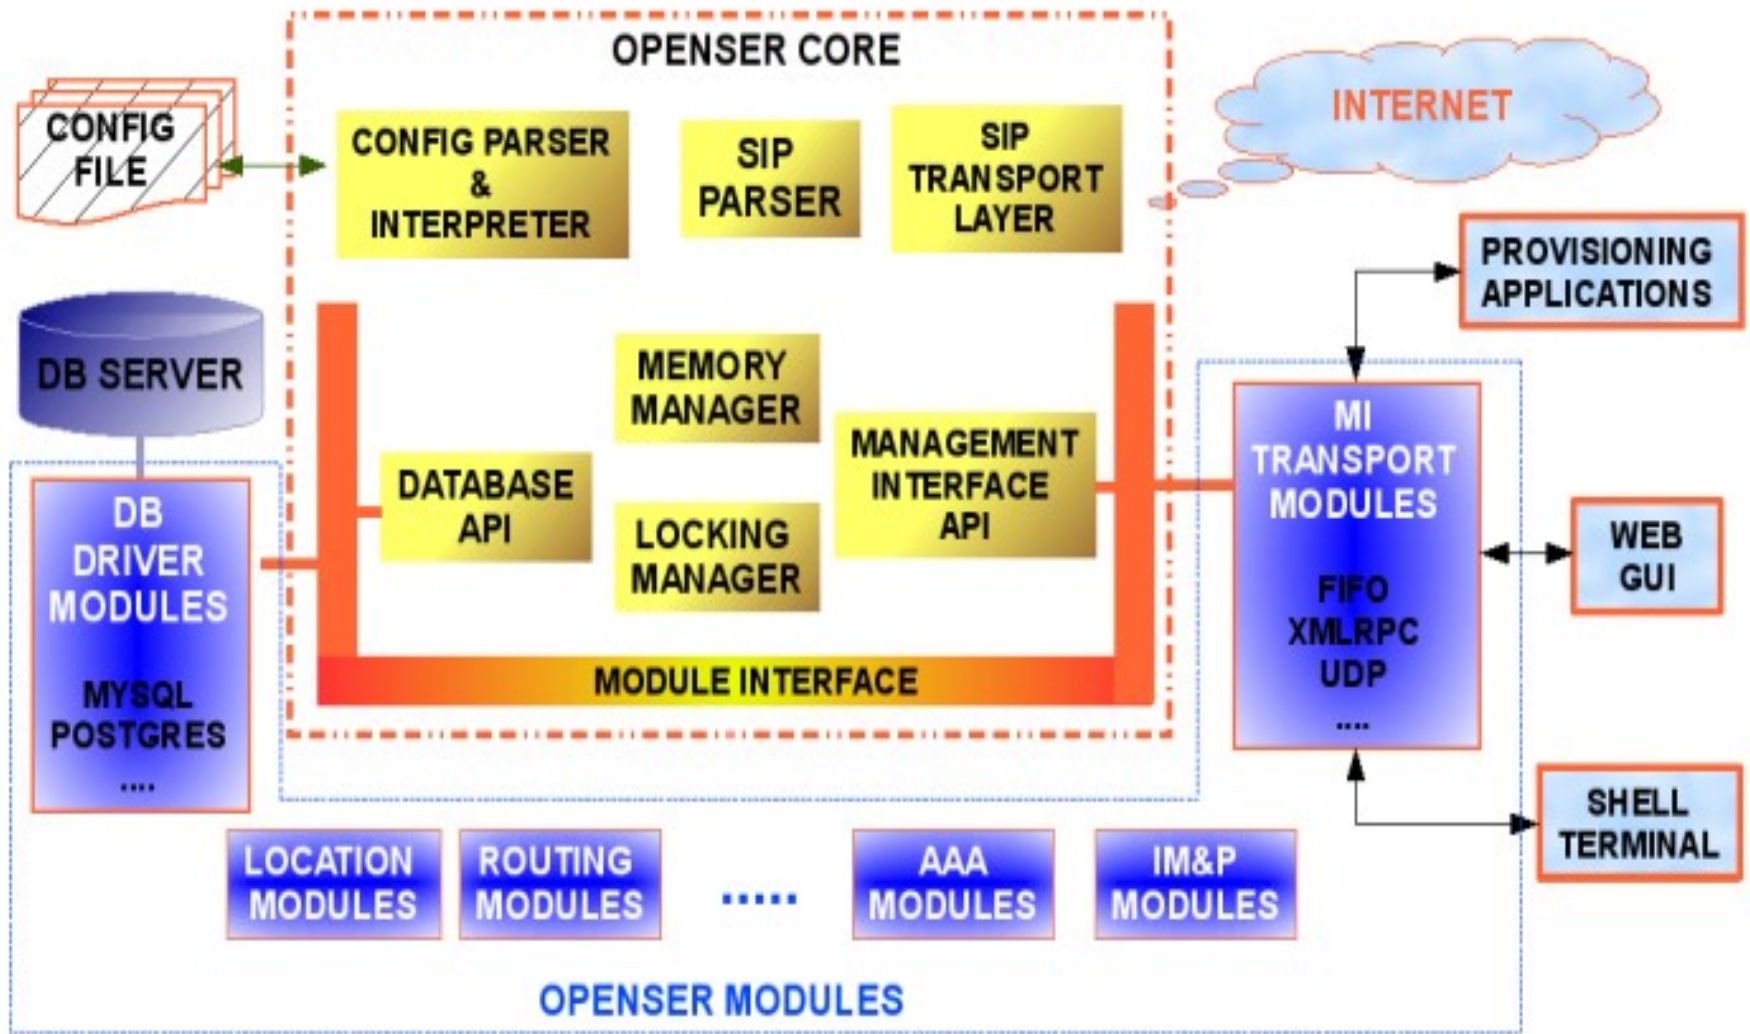 OPENSER CORE
CONFIG
FILE
CONFIG PARSER
&
INTERPRETER
SIP
PARSER
SIP
TRANSPORT
LAYER
INTERNET
PROVISIONING
APPLICATIONS
DB SERVER
MEMORY
MANAGER
DATABASE
API
LOCKING
MANAGER
MANAGEMENT
INTERFACE
API
MI
TRANSPORT
MODULES
FIFO
XMLRPC
UDP
....
WEB
GUI
DB
DRIVER
MODULES
MYSQL
POSTGRES
....
MODULE INTERFACE
SHELL
TERMINAL
LOCATION
MODULES
ROUTING
MODULES
.....
AAA
MODULES
IM&P
MODULES
OPENSER MODULES